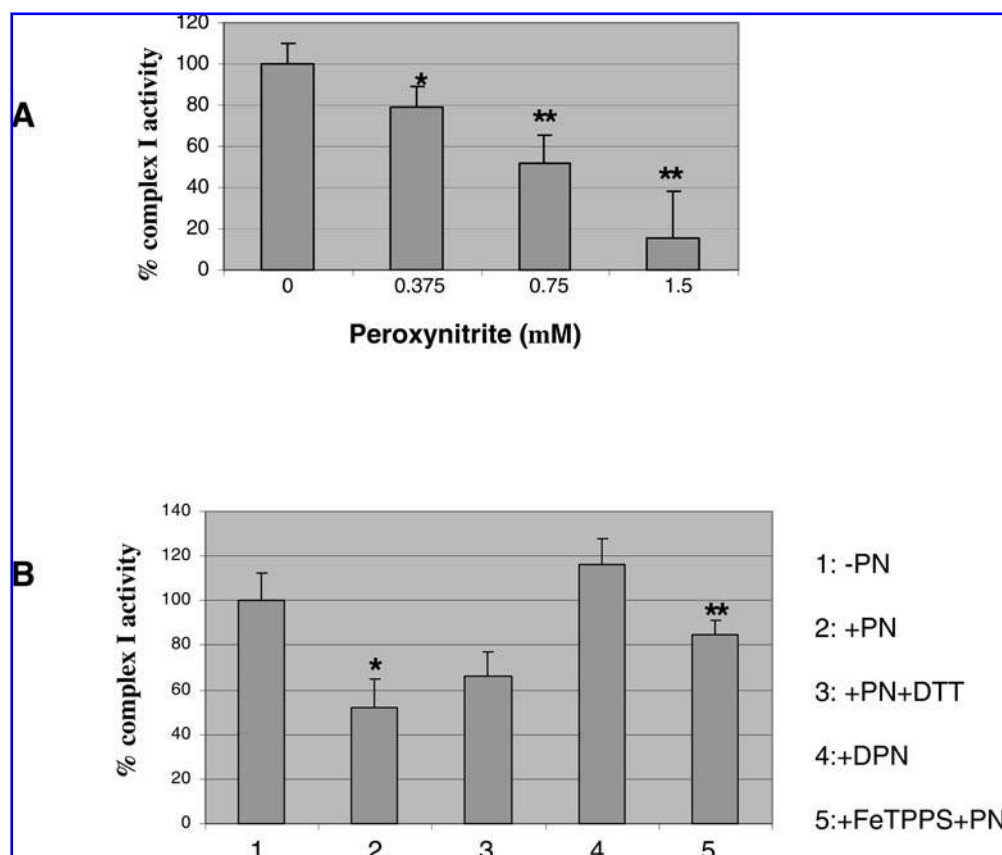 A
% complex I activity
120
100
80
60
40
20
0
*
**
**
0 0.375 0.75 1.5
Peroxynitrite (mM)
B
% complex I activity
140
120
100
80
60
40
20
0
*
**
1 2 3 4 5
1: -PN
2: +PN
3: +PN+DTT
4:+DPN
5:+FeTPPS+PN